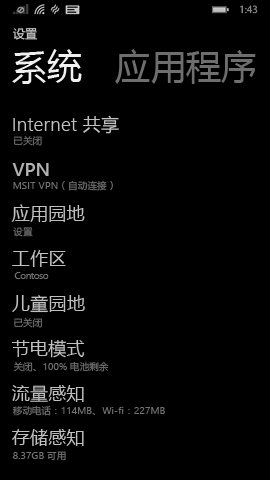 1:43
设置
系统 应用程序
Internet 共享
已关闭
VPN
MSIT VPN（自动连接）
应用园地
设置
工作区
Contoso
儿童园地
已关闭
节电模式
关闭、100% 电池剩余
流量感知
移动电话：114MB、Wi-fi：227MB
存储感知
8.37GB 可用